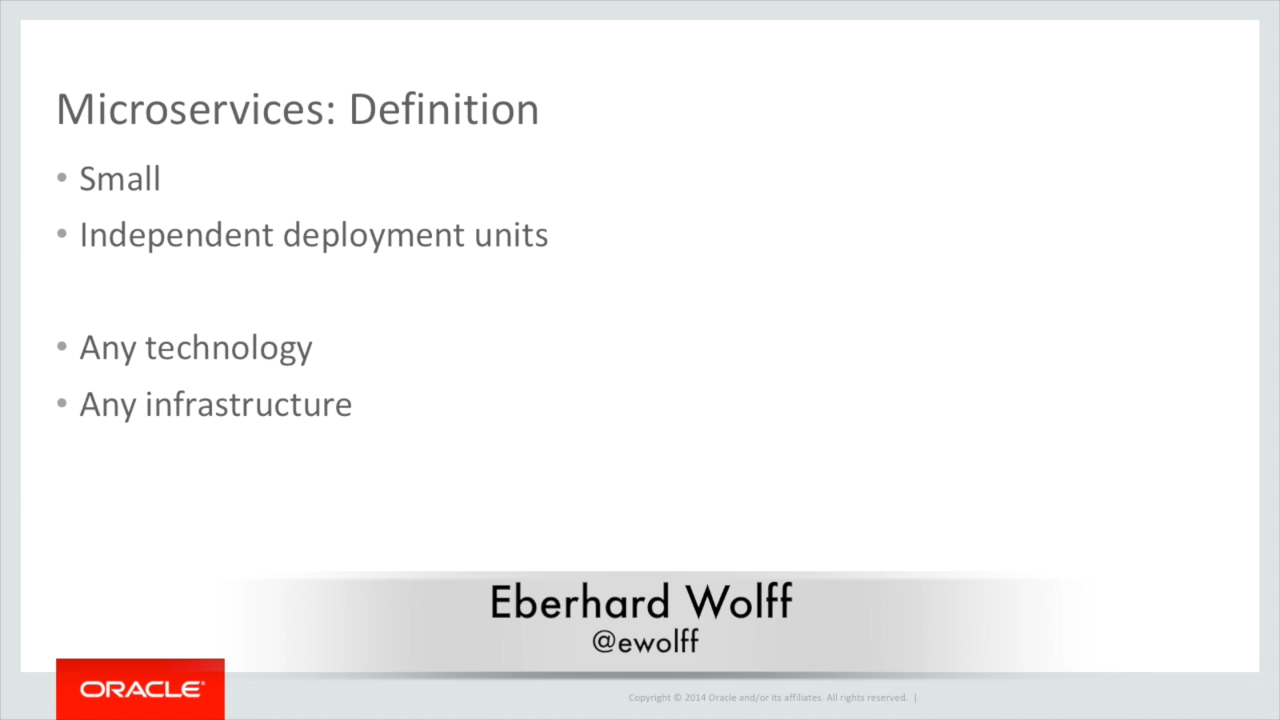 Microservices: Definition
• Small
• Independent deployment units
• Any technology
• Any infrastructure
Eberhard Wolff
@ewolff
ORACLE®
Copyright © 2014 Oracle and/or its affiliates. All rights reserved. |